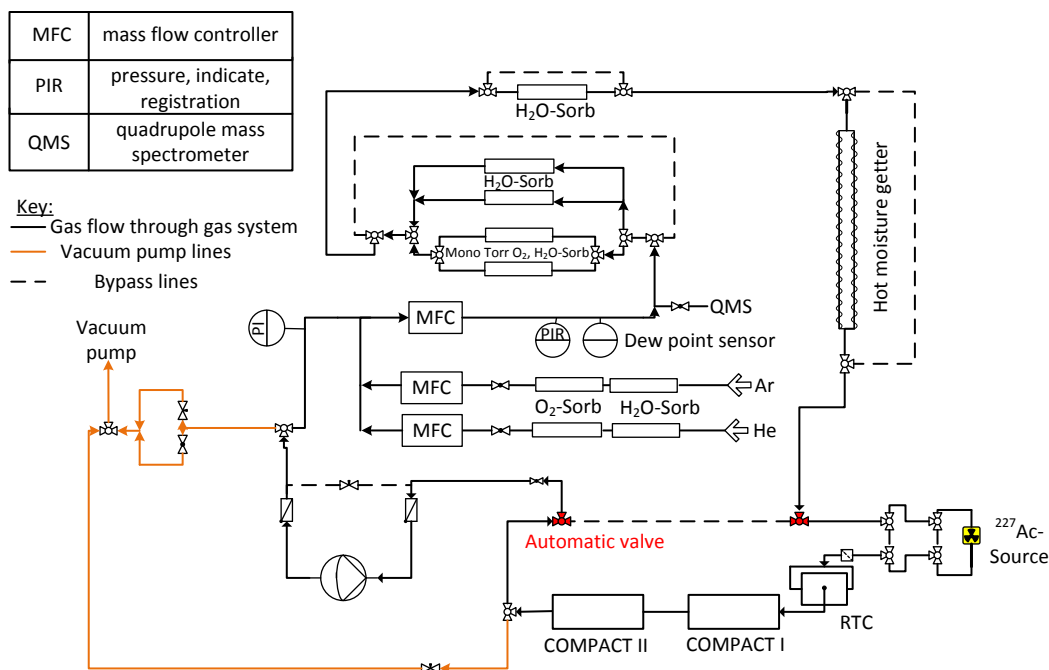 MFC mass flow controller
PIR pressure, indicate,
registration
QMS quadrupole mass
spectrometer
Key:
Gas flow through gas system
Vacuum pump lines
Bypass lines
H₂O-Sorb
H₂O-Sorb
Mono Torr O₂, H₂O-Sorb
Hot moisture getter
QMS
PI
MFC
PIR
Dew point sensor
Vacuum
pump
MFC
Ar
O₂-Sorb
H₂O-Sorb
MFC
He
Automatic valve
²²⁷Ac-
Source
RTC
COMPACT II
COMPACT I